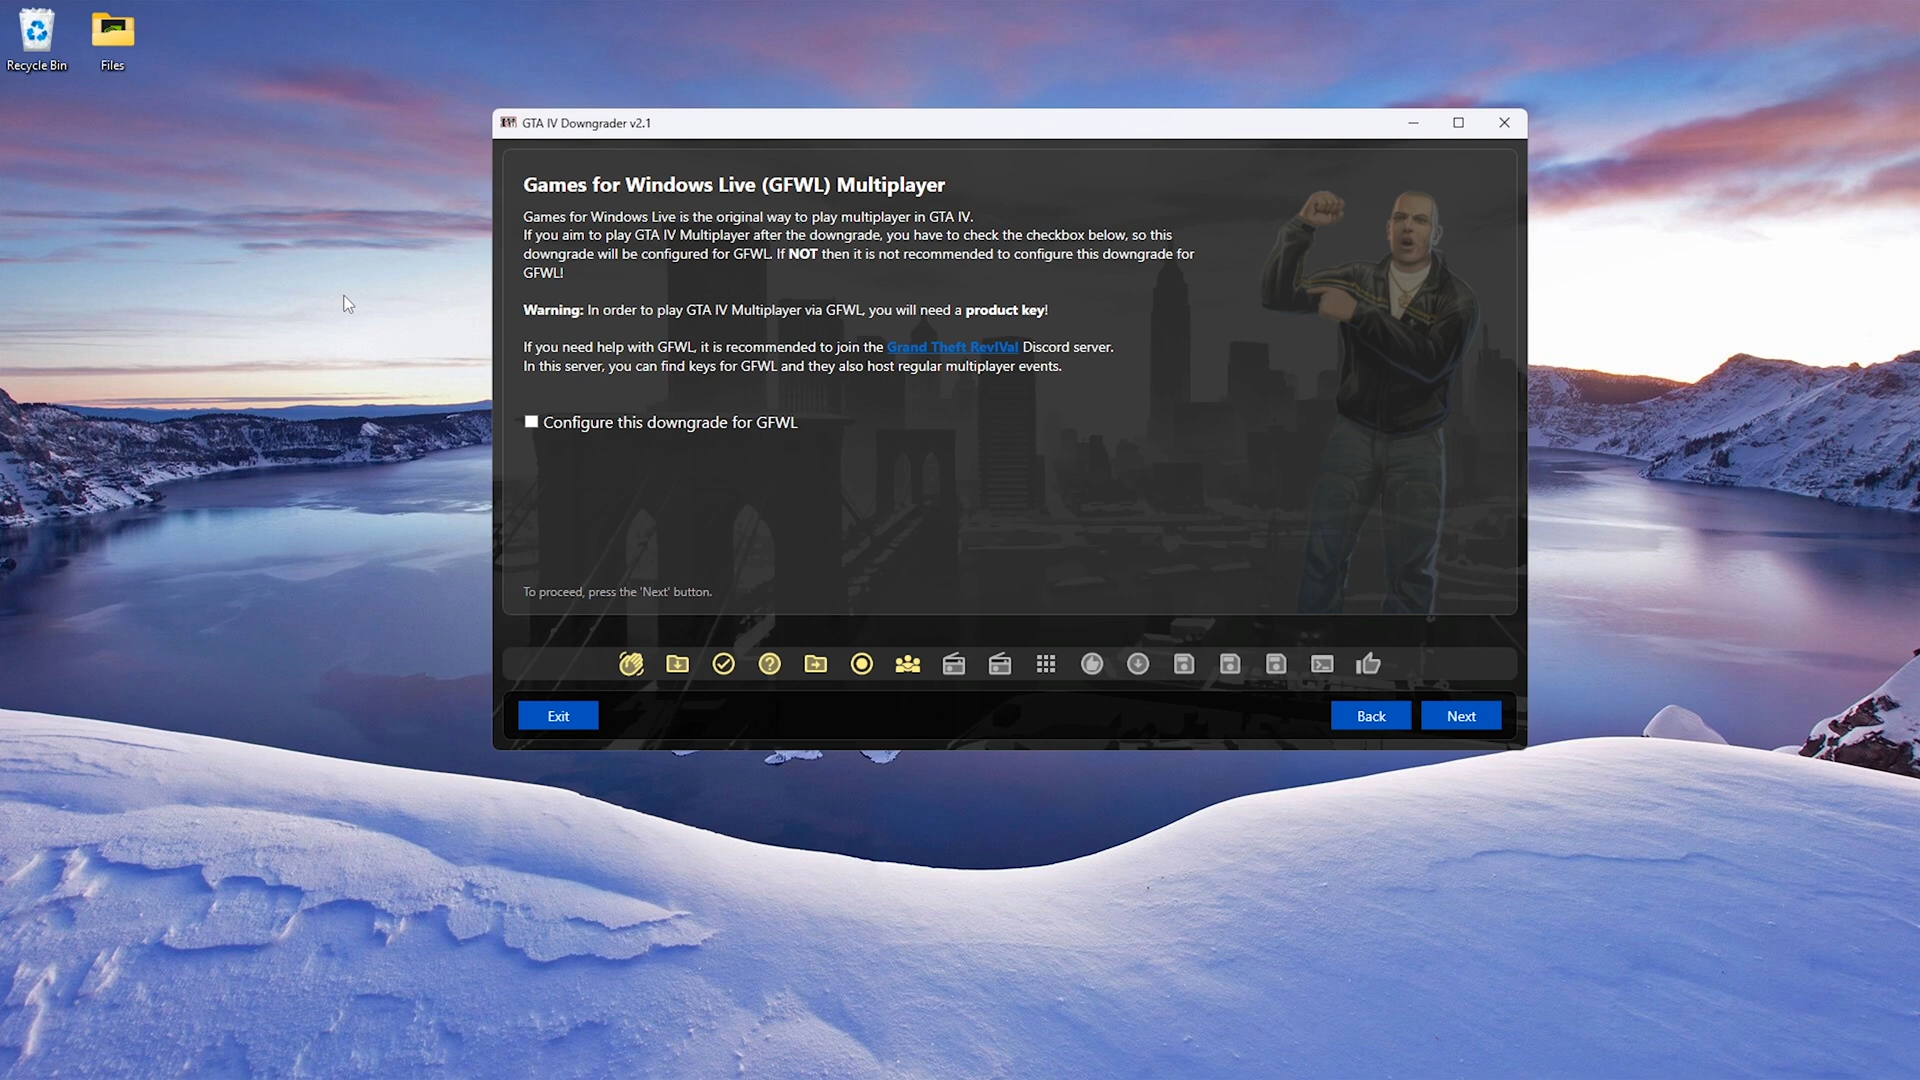 Recycle Bin
Files
GTA IV Downgrader v2.1
Games for Windows Live (GFWL) Multiplayer
Games for Windows Live is the original way to play multiplayer in GTA IV.
If you aim to play GTA IV Multiplayer after the downgrade, you have to check the checkbox below, so this
downgrade will be configured for GFWL. If NOT then it is not recommended to configure this downgrade for
GFWL!
Warning: In order to play GTA IV Multiplayer via GFWL, you will need a product key!
If you need help with GFWL, it is recommended to join the Grand Theft RevIVal Discord server.
In this server, you can find keys for GFWL and they also host regular multiplayer events.
Configure this downgrade for GFWL
To proceed, press the 'Next' button.
Exit
Back
Next